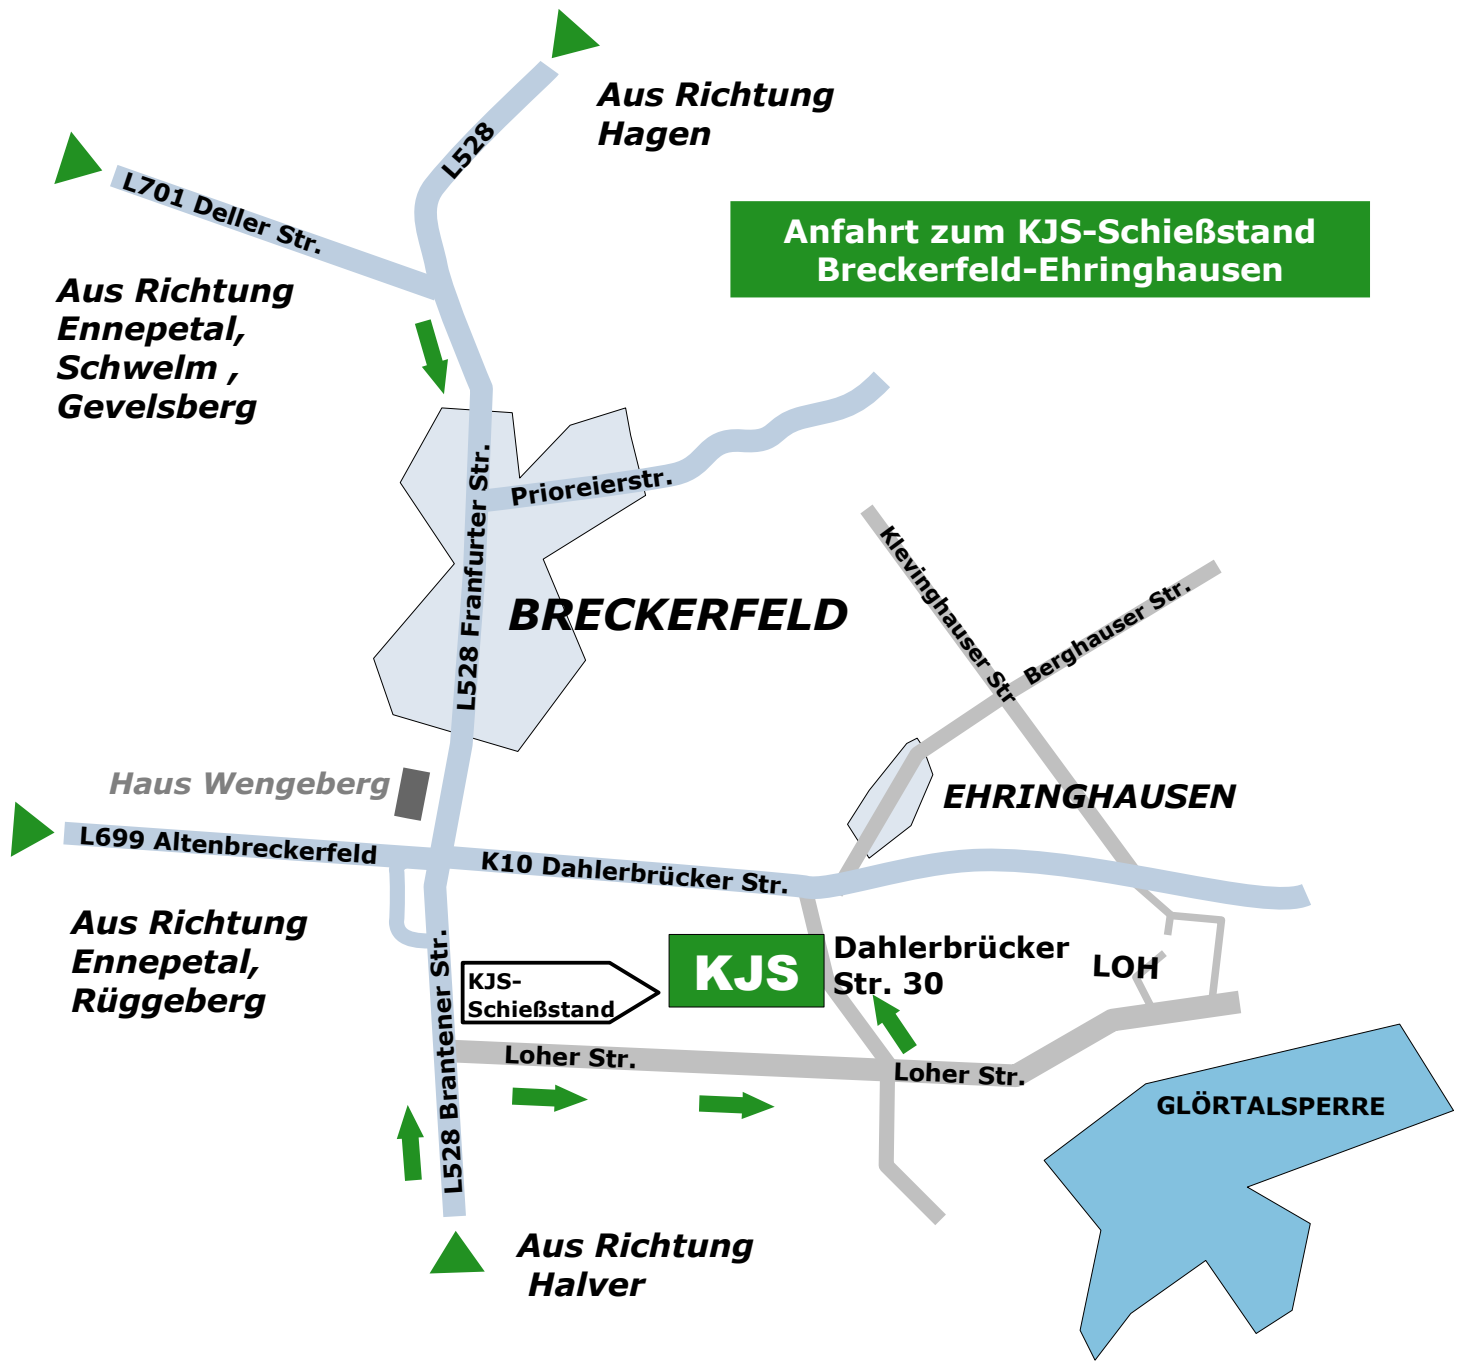 Aus Richtung
Hagen
L528
L701 Deller Str.
Anfahrt zum KJS-Schießstand
Breckerfeld-Ehringhausen
Aus Richtung
Ennepetal,
Schwelm ,
Gevelsberg
Prioreierstr.
L528 Franfurter Str.
BRECKERFELD
Klevinghauser Str
Berghauser Str.
Haus Wengeberg
EHRINGHAUSEN
L699 Altenbreckerfeld
K10 Dahlerbrücker Str.
Aus Richtung
Ennepetal,
Rüggeberg
L528 Brantener Str.
KJS-
Schießstand
KJS
Dahlerbrücker
Str. 30
LOH
Loher Str.
Loher Str.
GLÖRTALSPERRE
Aus Richtung
Halver